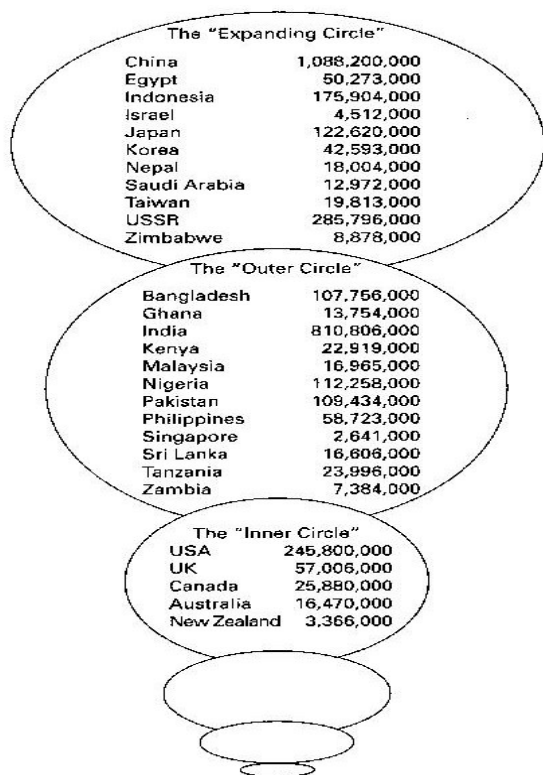 The "Expanding Circle"
China 1,088,200,000
Egypt 50,273,000
Indonesia 175,904,000
Israel 4,512,000
Japan 122,620,000
Korea 42,593,000
Nepal 18,004,000
Saudi Arabia 12,972,000
Taiwan 19,813,000
USSR 285,796,000
Zimbabwe 8,878,000
The "Outer Circle"
Bangladesh 107,756,000
Ghana 13,754,000
India 810,806,000
Kenya 22,919,000
Malaysia 16,965,000
Nigeria 112,258,000
Pakistan 109,434,000
Philippines 58,723,000
Singapore 2,641,000
Sri Lanka 16,606,000
Tanzania 23,996,000
Zambia 7,384,000
The "Inner Circle"
USA 245,800,000
UK 57,006,000
Canada 25,880,000
Australia 16,470,000
New Zealand 3,366,000